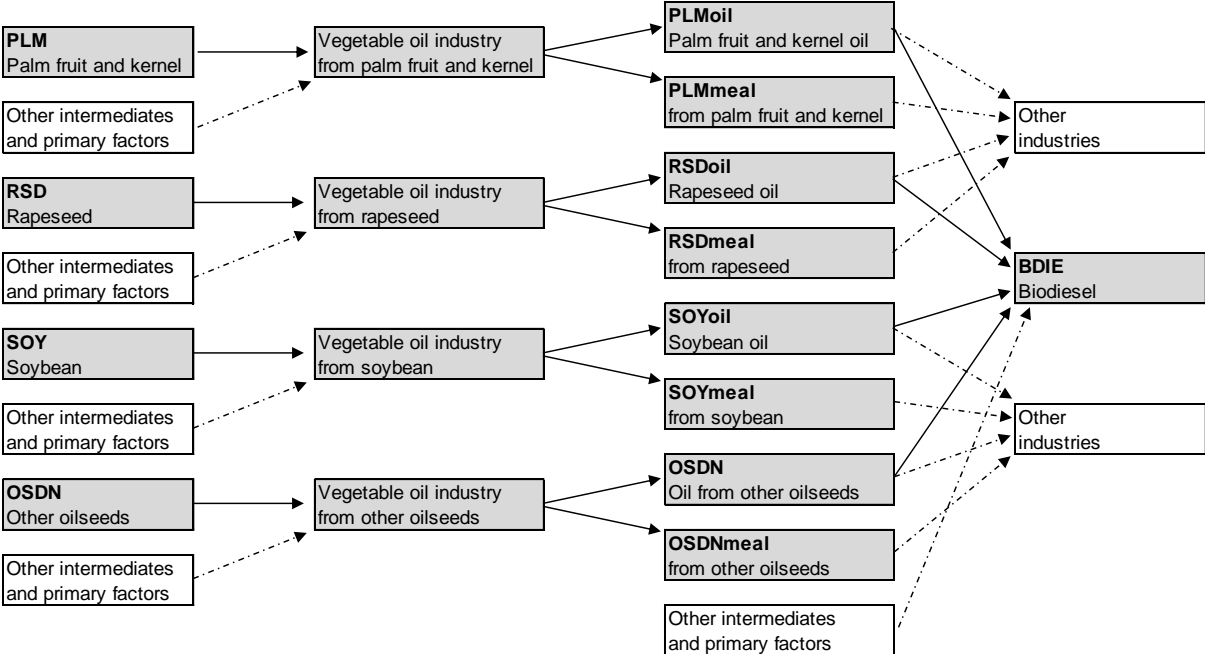 PLM
Palm fruit and kernel
Other intermediates
and primary factors
RSD
Rapeseed
Other intermediates
and primary factors
SOY
Soybean
Other intermediates
and primary factors
OSDN
Other oilseeds
Other intermediates
and primary factors
Vegetable oil industry
from palm fruit and kernel
Vegetable oil industry
from rapeseed
Vegetable oil industry
from soybean
Vegetable oil industry
from other oilseeds
PLMoil
Palm fruit and kernel oil
PLMmeal
from palm fruit and kernel
RSDoil
Rapeseed oil
RSDmeal
from rapeseed
SOYoil
Soybean oil
SOYmeal
from soybean
OSDN
Oil from other oilseeds
OSDNmeal
from other oilseeds
Other intermediates
and primary factors
Other
industries
BDIE
Biodiesel
Other
industries